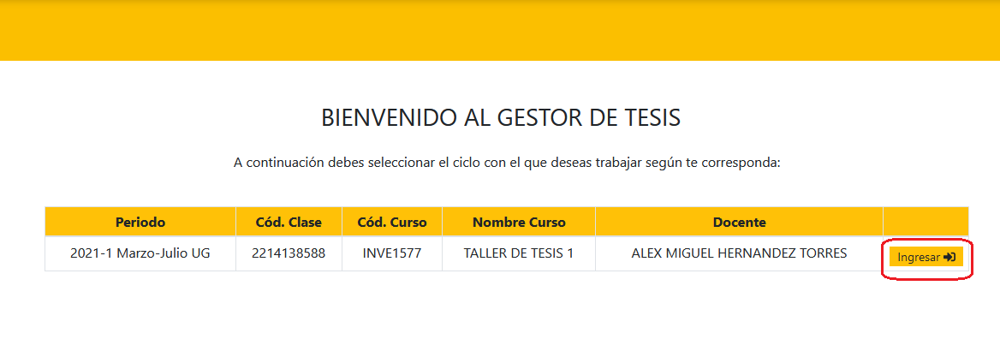 BIENVENIDO AL GESTOR DE TESIS
A continuación debes seleccionar el ciclo con el que deseas trabajar según te corresponda:
Periodo Cód. Clase Cód. Curso Nombre Curso Docente
2021-1 Marzo-Julio UG 2214138588 INVE1577 TALLER DE TESIS 1 ALEX MIGUEL HERNANDEZ TORRES Ingresar